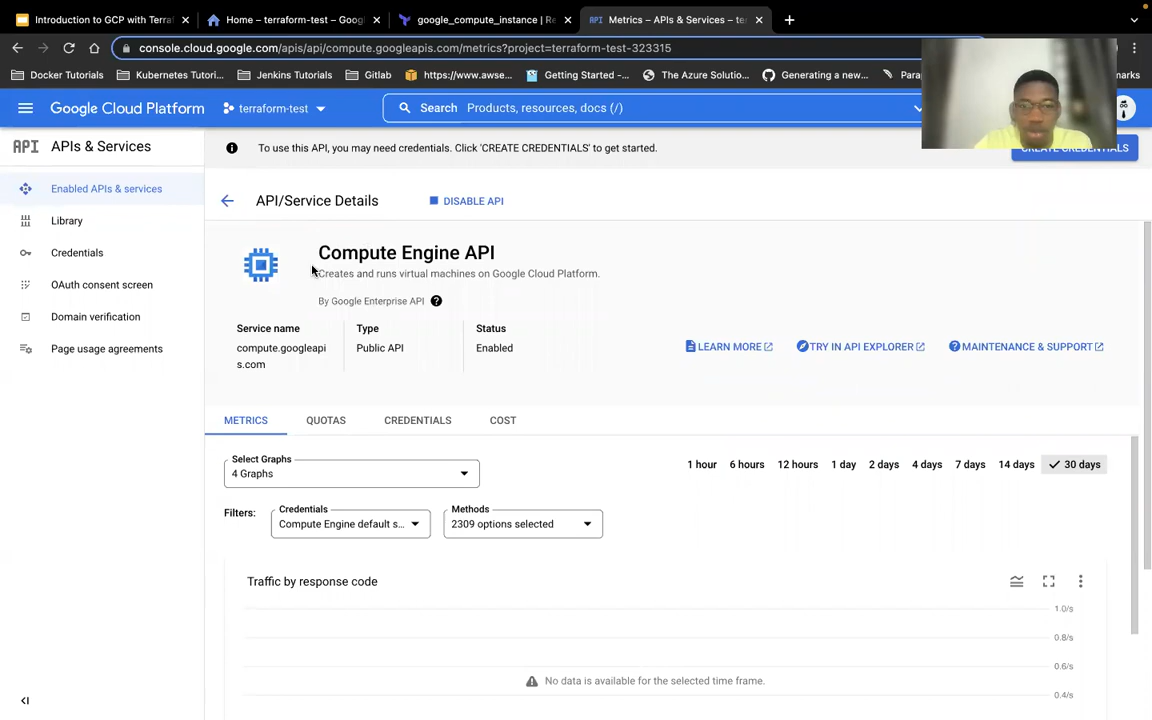 Introduction to GCP with Terraf
Home – terraform-test – Googl
google_compute_instance | Re
API Metrics – APIs & Services – ter
console.cloud.google.com/apis/api/compute.googleapis.com/metrics?project=terraform-test-323315
Docker Tutorials
Kubernetes Tutori...
Jenkins Tutorials
Gitlab
https://www.awse...
Getting Started -...
The Azure Solutio...
Generating a new...
Para
marks
Google Cloud Platform
terraform-test
Search Products, resources, docs (/)
API APIs & Services
To use this API, you may need credentials. Click 'CREATE CREDENTIALS' to get started.
CREATE CREDENTIALS
Enabled APIs & services
Library
Credentials
OAuth consent screen
Domain verification
Page usage agreements
API/Service Details
DISABLE API
Compute Engine API
Creates and runs virtual machines on Google Cloud Platform.
By Google Enterprise API
Service name
compute.googleapi
s.com
Type
Public API
Status
Enabled
LEARN MORE
TRY IN API EXPLORER
MAINTENANCE & SUPPORT
METRICS
QUOTAS
CREDENTIALS
COST
Select Graphs
4 Graphs
1 hour
6 hours
12 hours
1 day
2 days
4 days
7 days
14 days
30 days
Filters:
Credentials
Compute Engine default s...
Methods
2309 options selected
Traffic by response code
1.0/s
0.8/s
0.6/s
0.4/s
No data is available for the selected time frame.